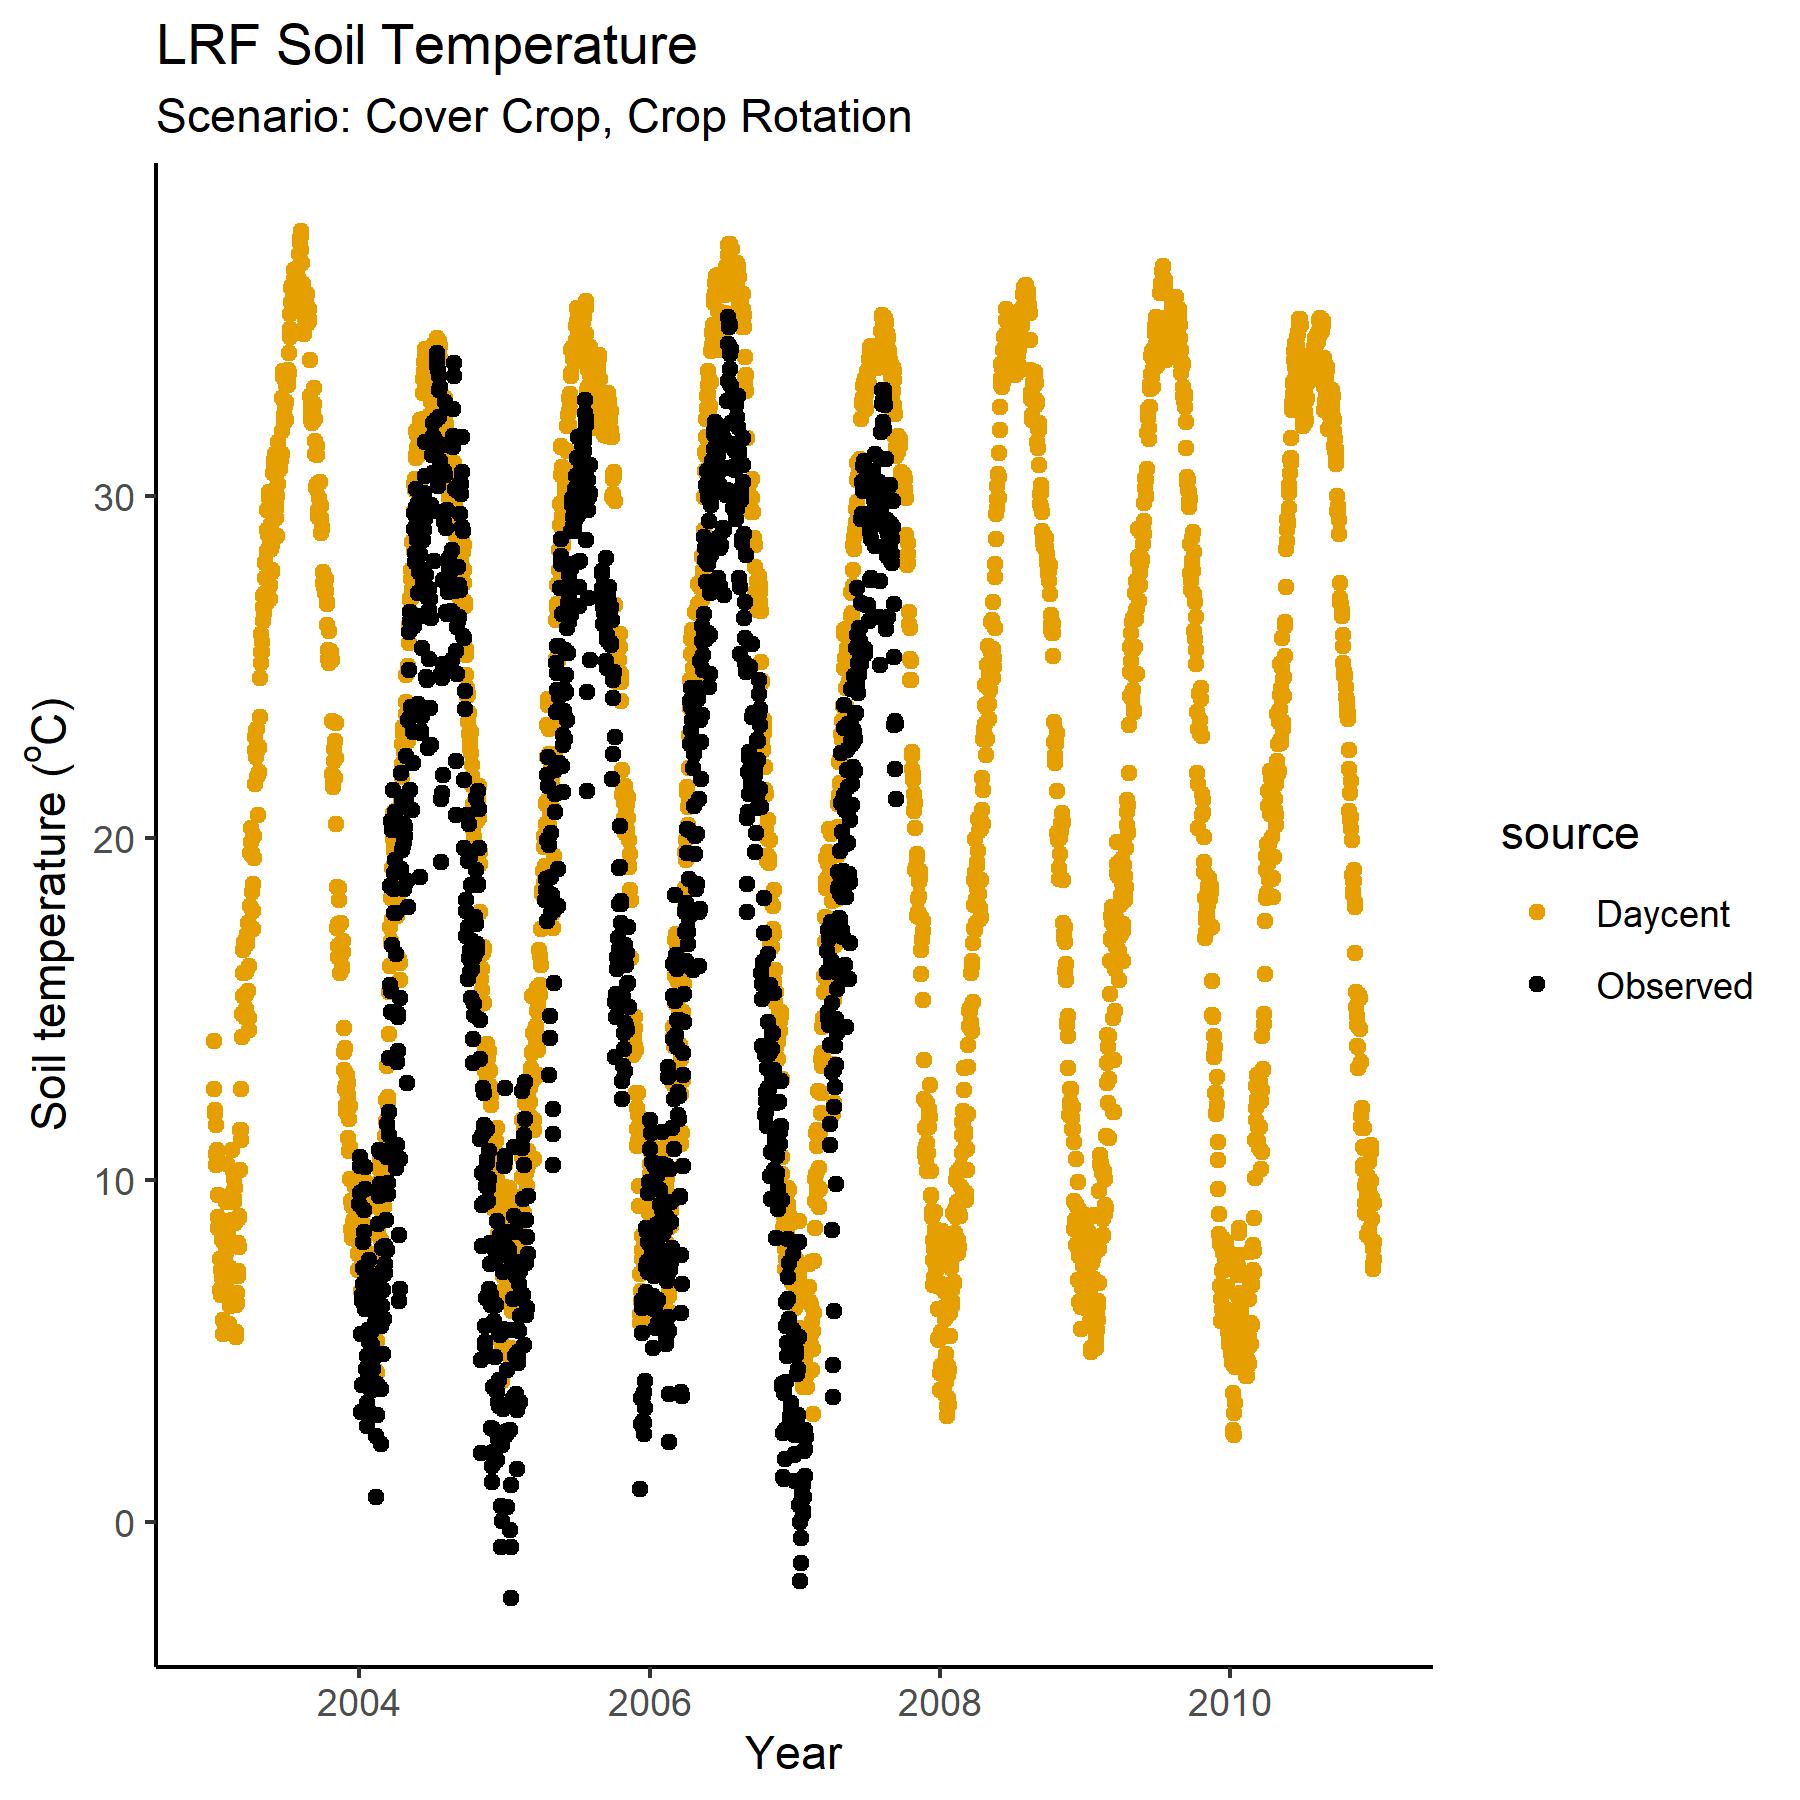 LRF Soil Temperature
Scenario: Cover Crop, Crop Rotation
Soil temperature (°C)
30
20
10
0
2004 2006 2008 2010
Year
source
Daycent
Observed